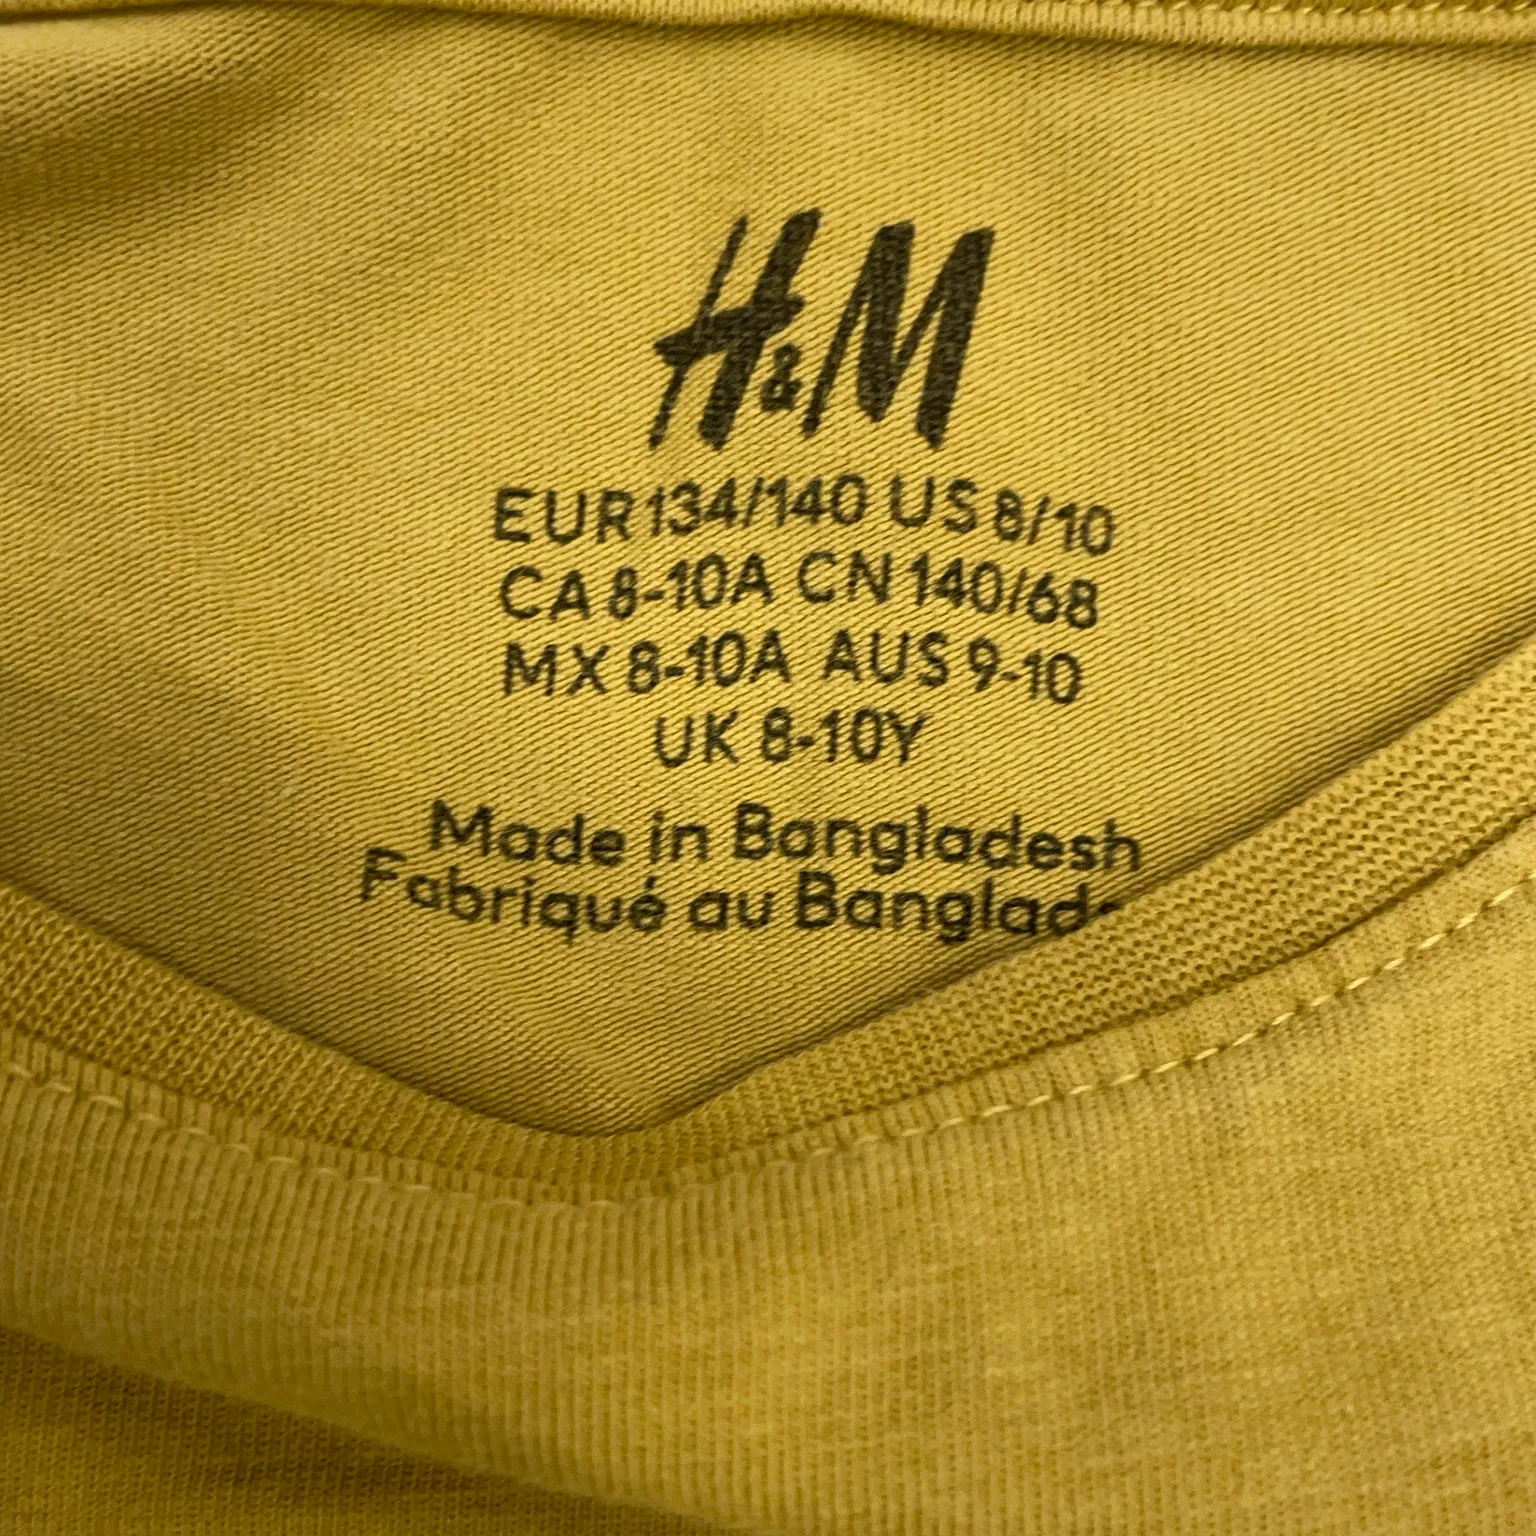 H&M
EUR 134/140 US 8/10
CA 8-10A CN 140/68
MX 8-10A AUS 9-10
UK 8-10Y
Made in Bangladesh
Fabriqué au